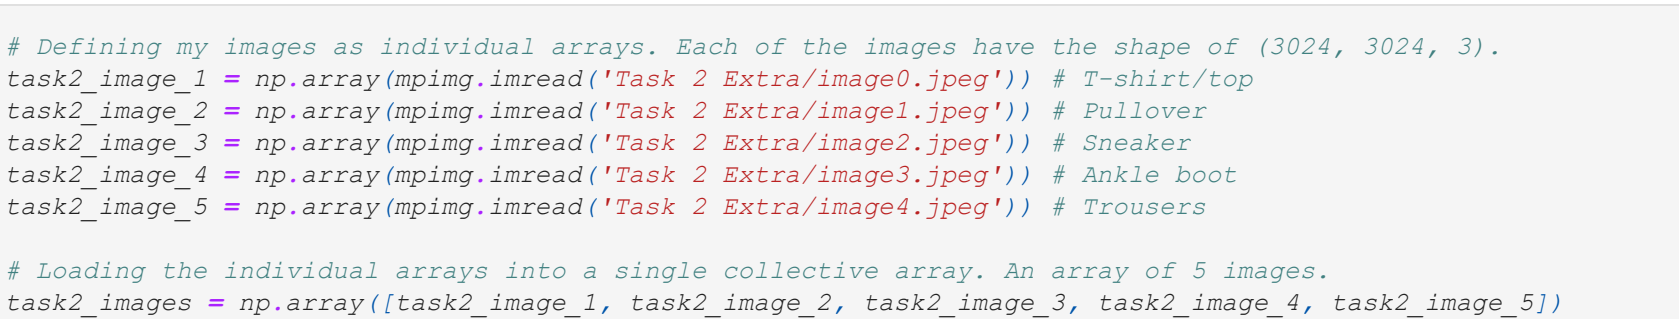 # Defining my images as individual arrays. Each of the images have the shape of (3024, 3024, 3).
task2_image_1 = np.array(mpimg.imread('Task 2 Extra/image0.jpeg')) # T-shirt/top
task2_image_2 = np.array(mpimg.imread('Task 2 Extra/image1.jpeg')) # Pullover
task2_image_3 = np.array(mpimg.imread('Task 2 Extra/image2.jpeg')) # Sneaker
task2_image_4 = np.array(mpimg.imread('Task 2 Extra/image3.jpeg')) # Ankle boot
task2_image_5 = np.array(mpimg.imread('Task 2 Extra/image4.jpeg')) # Trousers
# Loading the individual arrays into a single collective array. An array of 5 images.
task2_images = np.array([task2_image_1, task2_image_2, task2_image_3, task2_image_4, task2_image_5])